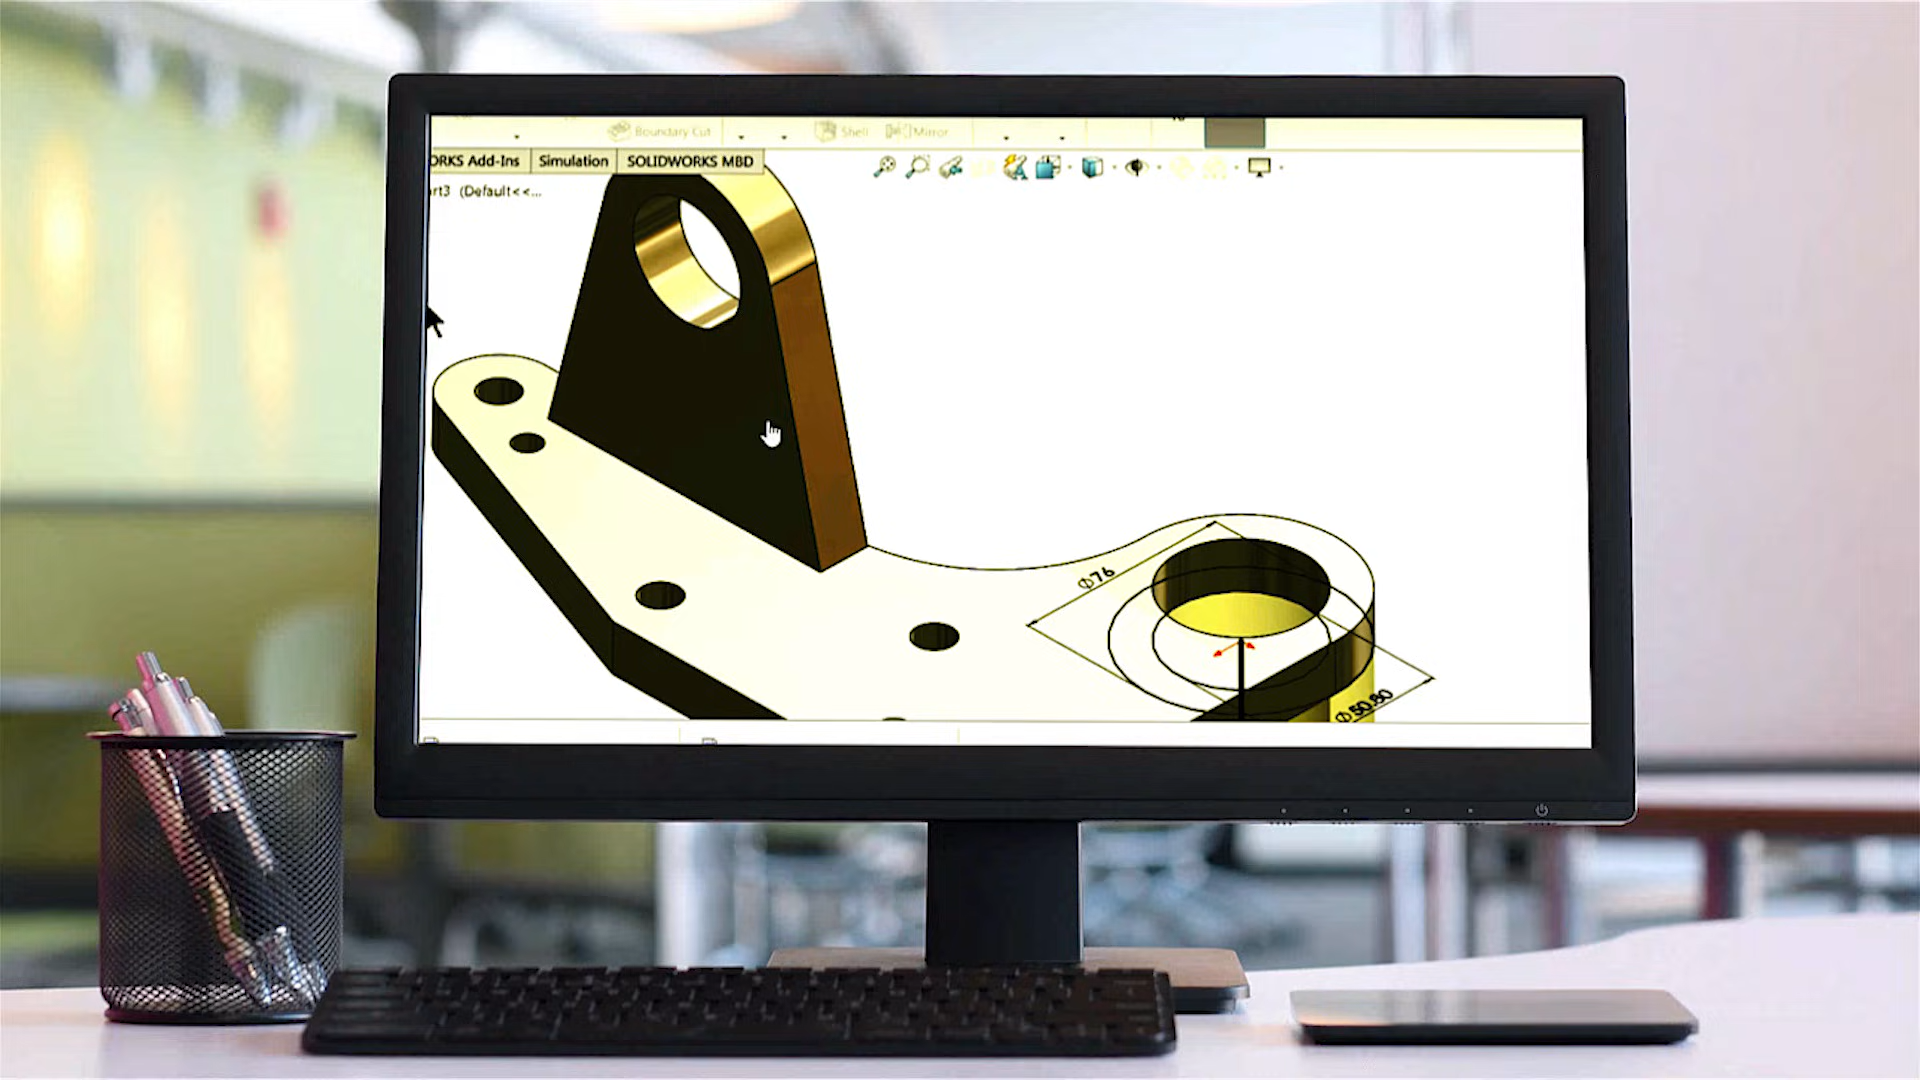 Boundary Cut Shell Mirror
ORKS Add-Ins Simulation SOLIDWORKS MBD
rt3 (Default<<...
Φ76
Φ50.80